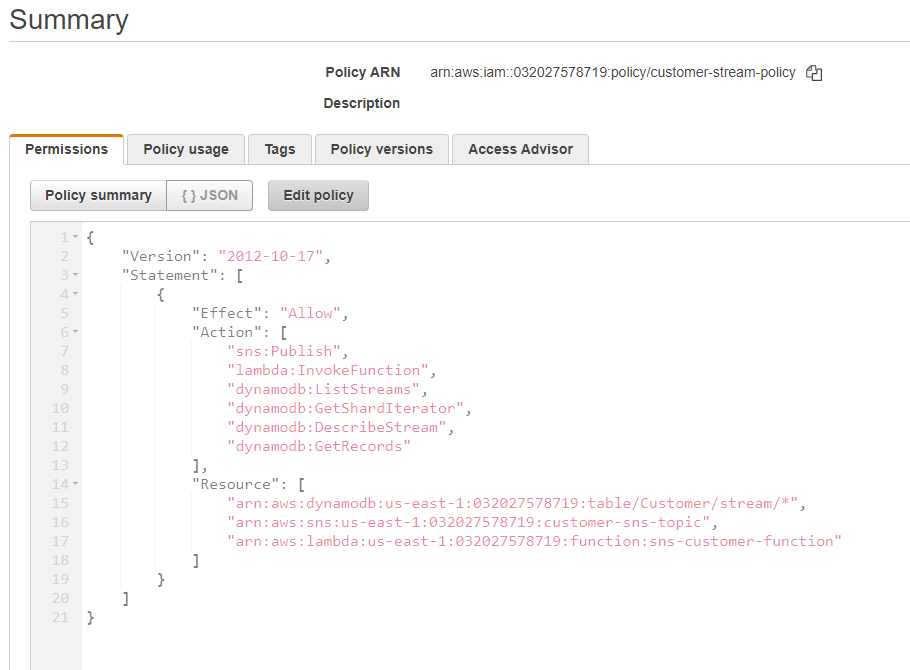 Summary
Policy ARN arn:aws:iam::032027578719:policy/customer-stream-policy
Description
Permissions Policy usage Tags Policy versions Access Advisor
Policy summary { } JSON Edit policy
1 {
2 "Version": "2012-10-17",
3 "Statement": [
4 {
5 "Effect": "Allow",
6 "Action": [
7 "sns:Publish",
8 "lambda:InvokeFunction",
9 "dynamodb:ListStreams",
10 "dynamodb:GetShardIterator",
11 "dynamodb:DescribeStream",
12 "dynamodb:GetRecords"
13 ],
14 "Resource": [
15 "arn:aws:dynamodb:us-east-1:032027578719:table/Customer/stream/*",
16 "arn:aws:sns:us-east-1:032027578719:customer-sns-topic",
17 "arn:aws:lambda:us-east-1:032027578719:function:sns-customer-function"
18 ]
19 }
20 ]
21 }